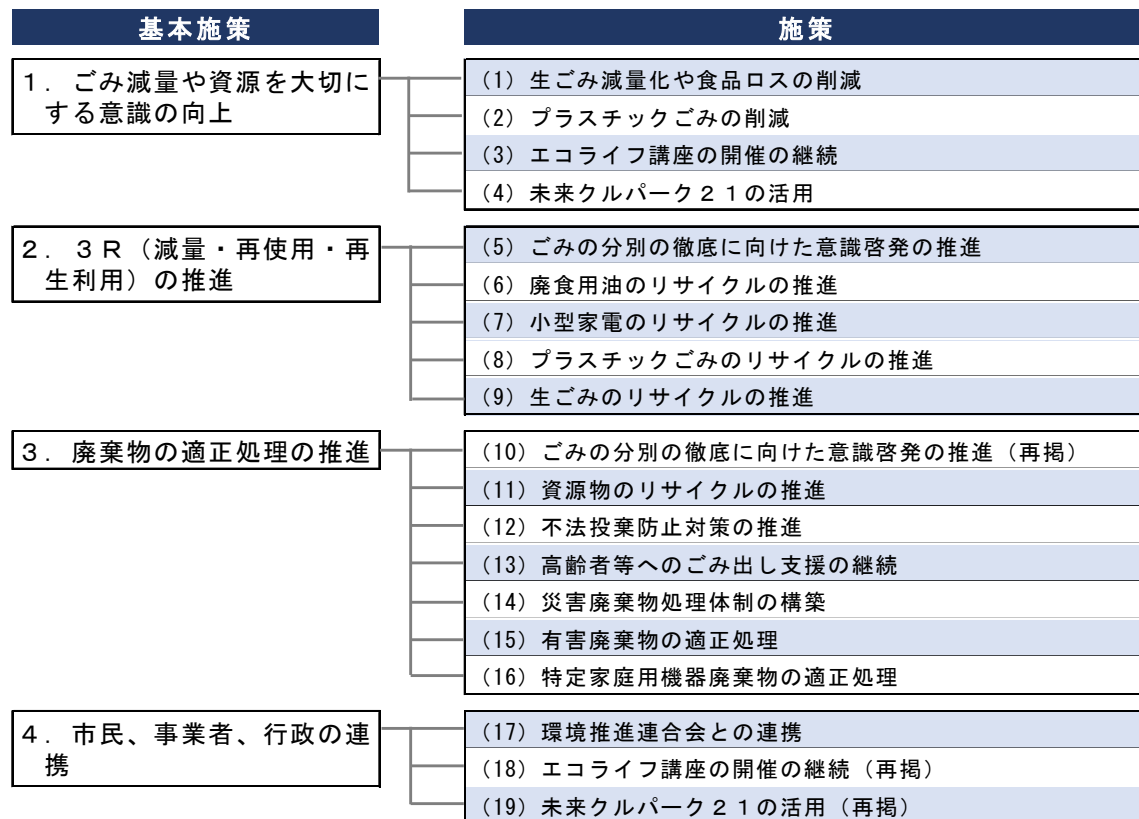 基本施策
施策
１．ごみ減量や資源を大切に
する意識の向上
(1) 生ごみ減量化や食品ロスの削減
(2) プラスチックごみの削減
(3) エコライフ講座の開催の継続
(4) 未来クルパーク２１の活用
２．３Ｒ（減量・再使用・再
生利用）の推進
(5) ごみの分別の徹底に向けた意識啓発の推進
(6) 廃食用油のリサイクルの推進
(7) 小型家電のリサイクルの推進
(8) プラスチックごみのリサイクルの推進
(9) 生ごみのリサイクルの推進
３．廃棄物の適正処理の推進
(10) ごみの分別の徹底に向けた意識啓発の推進（再掲）
(11) 資源物のリサイクルの推進
(12) 不法投棄防止対策の推進
(13) 高齢者等へのごみ出し支援の継続
(14) 災害廃棄物処理体制の構築
(15) 有害廃棄物の適正処理
(16) 特定家庭用機器廃棄物の適正処理
４．市民、事業者、行政の連
携
(17) 環境推進連合会との連携
(18) エコライフ講座の開催の継続（再掲）
(19) 未来クルパーク２１の活用（再掲）